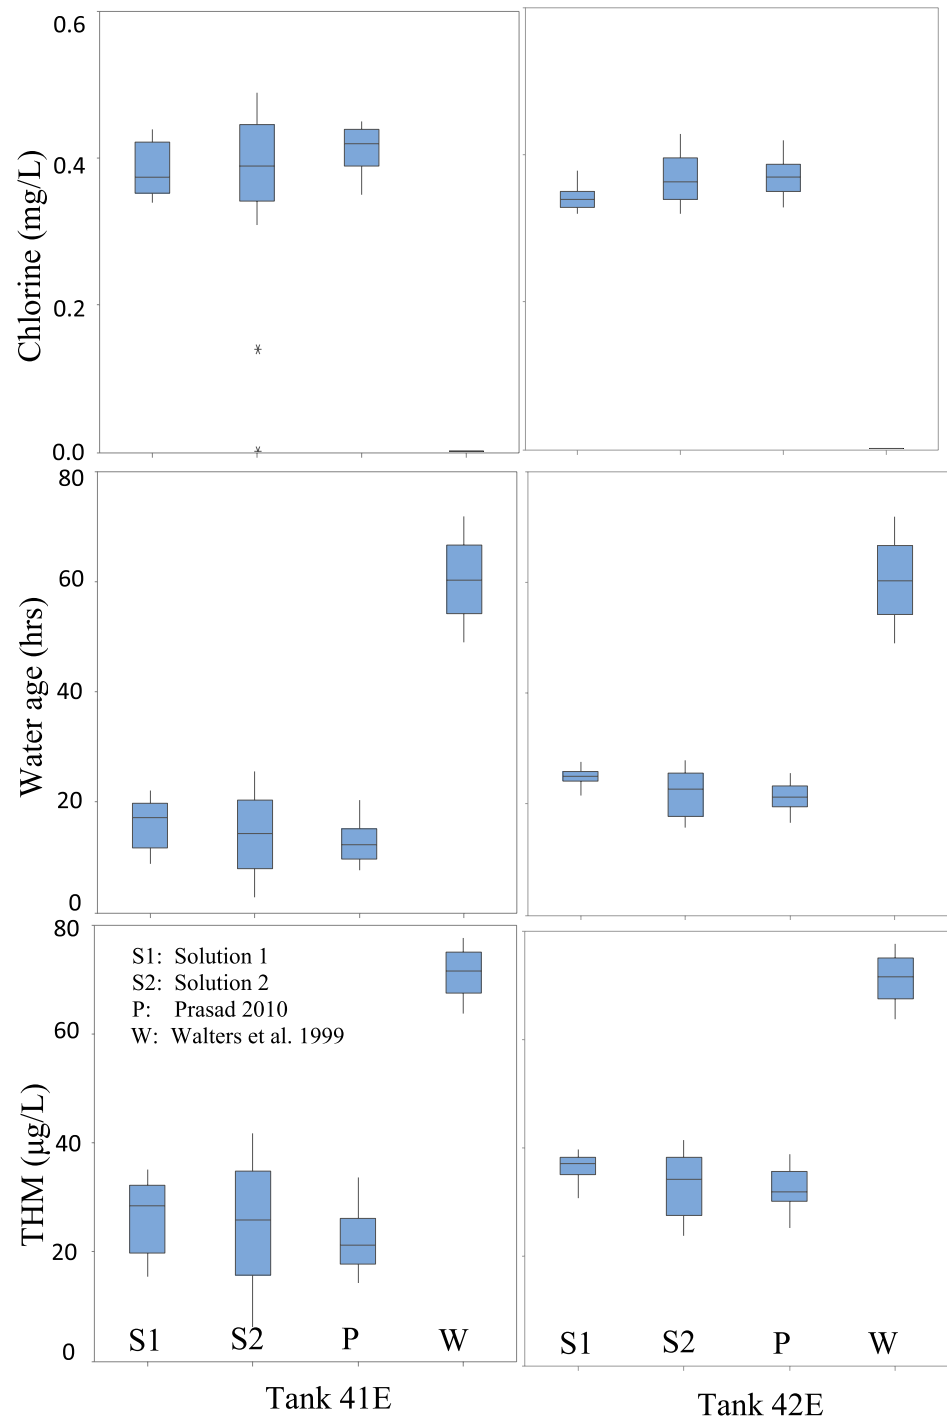 0.6
0.4
0.2
0.0
Chlorine (mg/L)
80
60
40
20
0
Water age (hrs)
80
60
40
20
0
THM (µg/L)
S1: Solution 1
S2: Solution 2
P: Prasad 2010
W: Walters et al. 1999
S1 S2 P W
S1 S2 P W
Tank 41E
Tank 42E